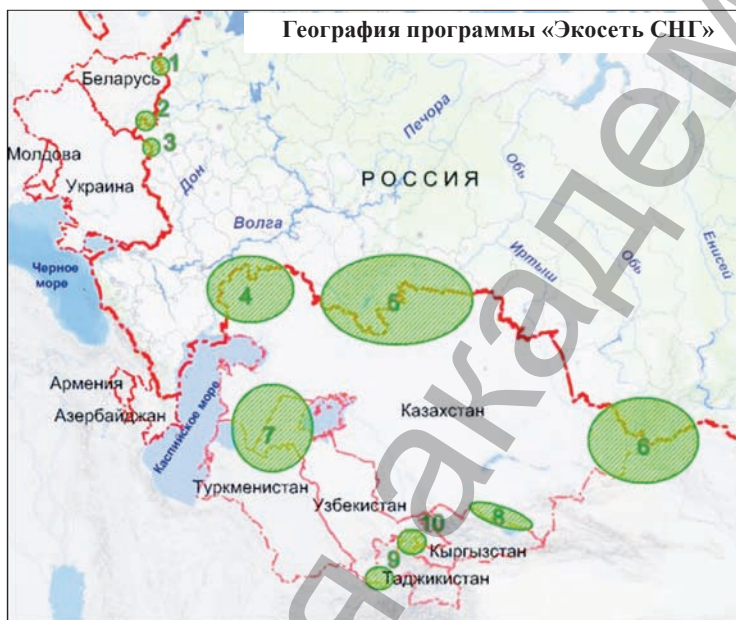 География программы «Экосеть СНГ»
1
Беларусь
2
Печора
3
Молдова
Дон
Обь
Украина
РОССИЯ
Волга
Енисей
Иртыш
Обь
Черное
море
4
5
Армения
Казахстан
Азербайджан
Каспийское море
7
6
Туркменистан
Узбекистан
8
10
Кыргызстан
9
Таджикистан
академ
я